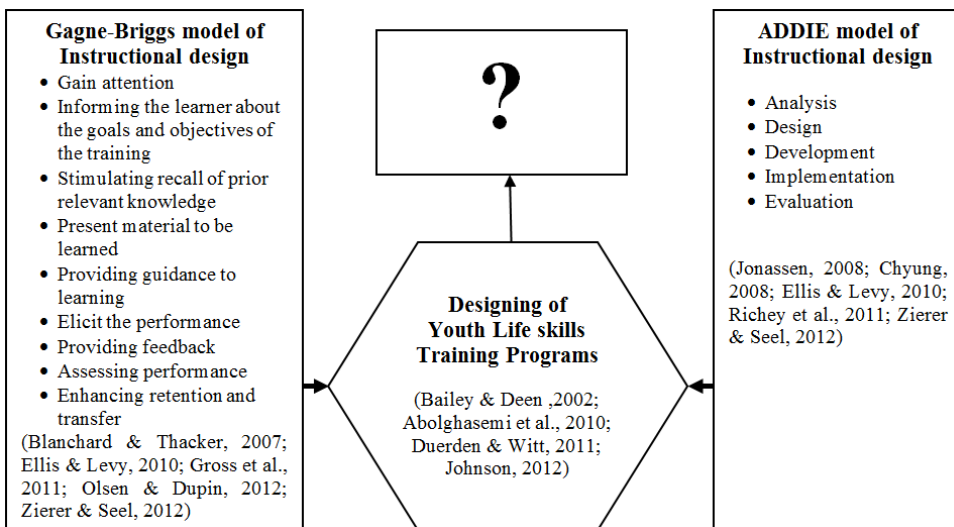 Gagne-Briggs model of
Instructional design
• Gain attention
• Informing the learner about
the goals and objectives of
the training
• Stimulating recall of prior
relevant knowledge
• Present material to be
learned
• Providing guidance to
learning
• Elicit the performance
• Providing feedback
• Assessing performance
• Enhancing retention and
transfer
(Blanchard & Thacker, 2007;
Ellis & Levy, 2010; Gross et al.,
2011; Olsen & Dupin, 2012;
Zierer & Seel, 2012)
?
Designing of
Youth Life skills
Training Programs
(Bailey & Deen ,2002;
Abolghasemi et al., 2010;
Duerden & Witt, 2011;
Johnson, 2012)
ADDIE model of
Instructional design
• Analysis
• Design
• Development
• Implementation
• Evaluation
(Jonassen, 2008; Chyung,
2008; Ellis & Levy, 2010;
Richey et al., 2011; Zierer
& Seel, 2012)